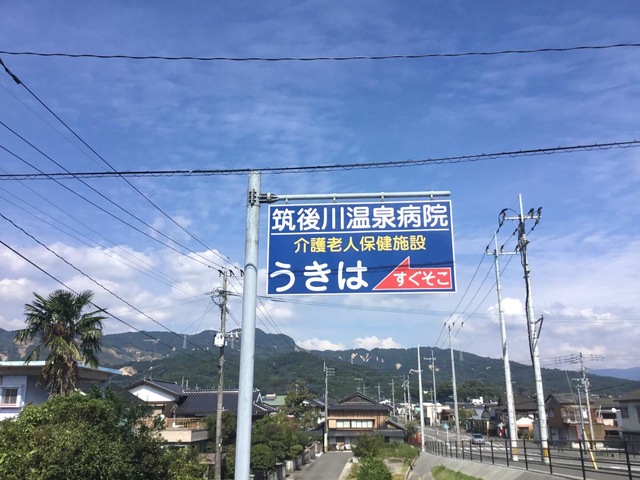 筑後川温泉病院
介護老人保健施設
うきは
すぐそこ